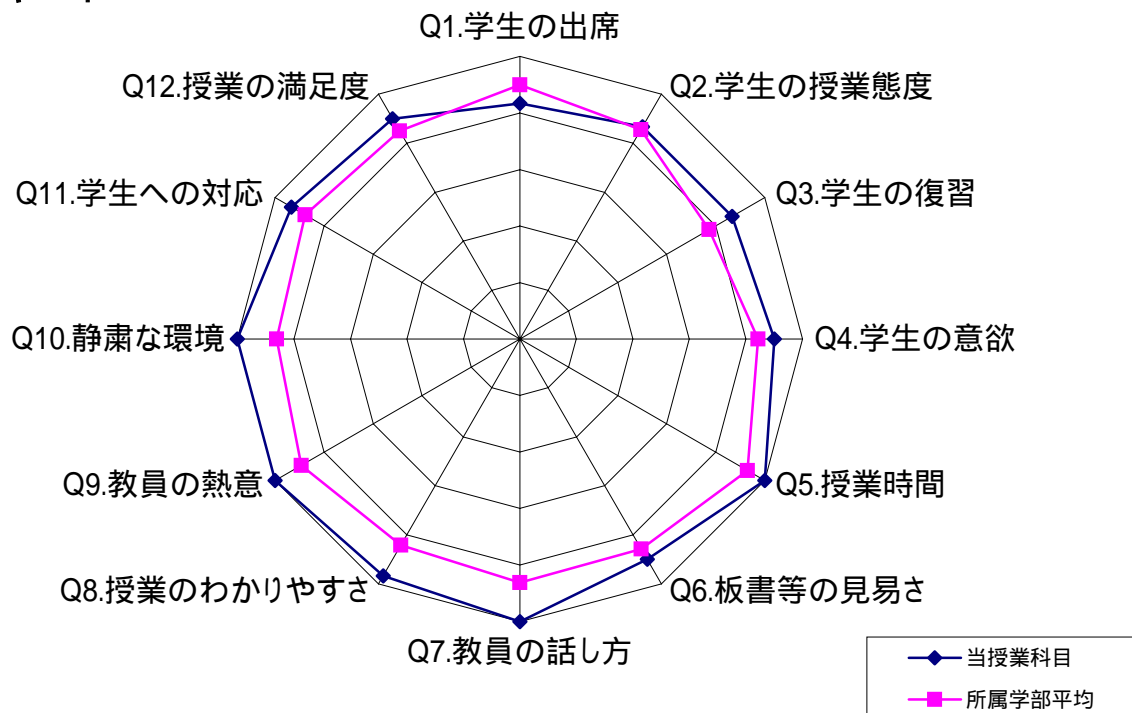 Q1.学生の出席
Q2.学生の授業態度
Q3.学生の復習
Q4.学生の意欲
Q5.授業時間
Q6.板書等の見易さ
Q7.教員の話し方
Q8.授業のわかりやすさ
Q9.教員の熱意
Q10.静粛な環境
Q11.学生への対応
Q12.授業の満足度
当授業科目
所属学部平均